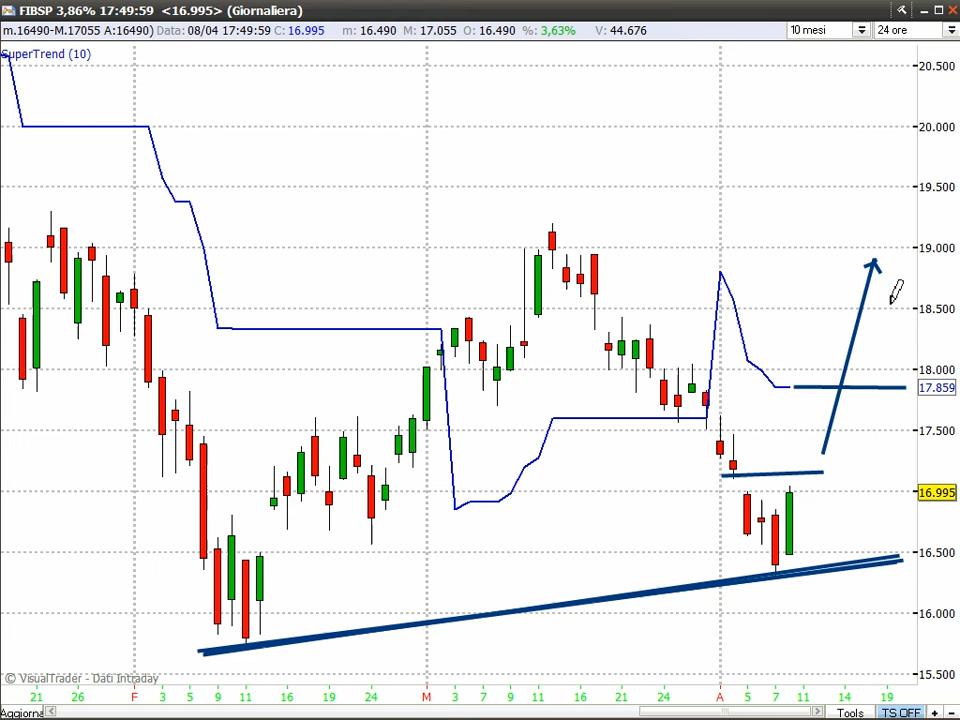 FIBSP 3,86% 17:49:59 <16.995> (Giornaliera)
m.16490-M.17055 A:16490) Data: 08/04 17:49:59 C: 16.995 m: 16.490 M: 17.055 O: 16.490 %: 3,63% V: 44.676 10 mesi 24 ore
SuperTrend (10)
20.500
20.000
19.500
19.000
18.500
18.000
17.859
17.500
16.995
16.500
16.000
15.500
© VisualTrader - Dati Intraday
21 26 F 3 5 9 11 16 19 24 M 3 7 9 11 16 21 24 A 5 7 11 14 19
Aggiorna Tools TS OFF + -